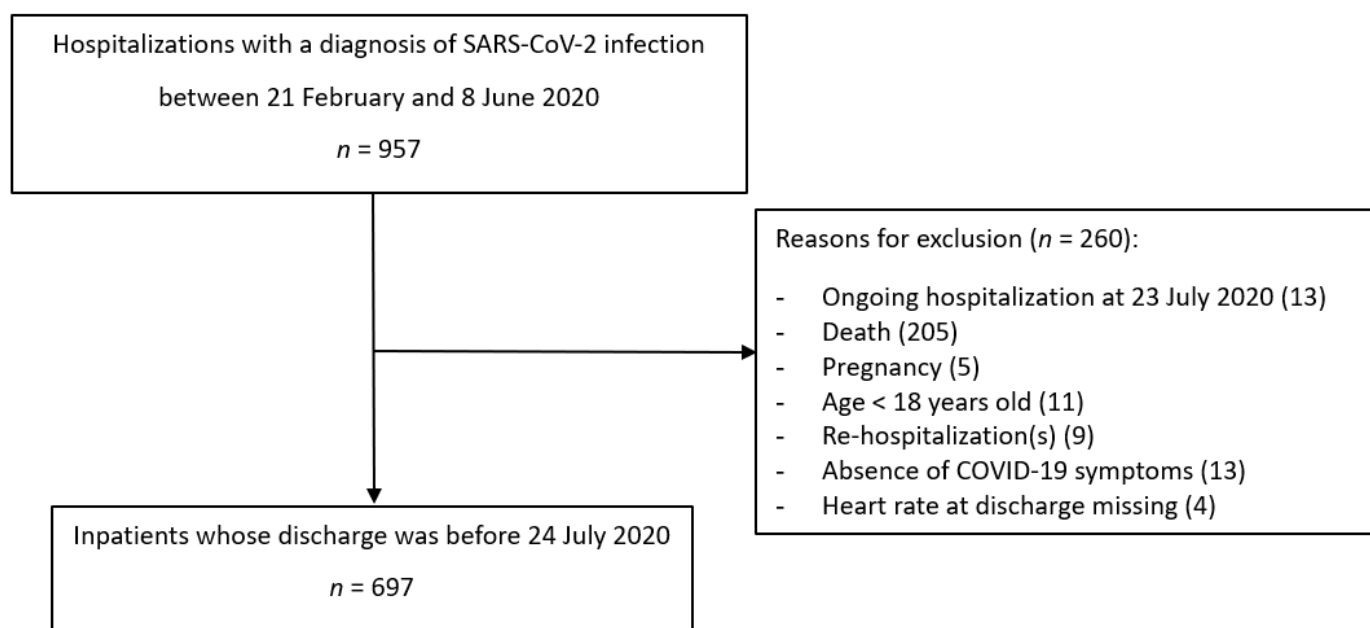 Hospitalizations with a diagnosis of SARS-CoV-2 infection
between 21 February and 8 June 2020
n = 957
Reasons for exclusion (n = 260):
- Ongoing hospitalization at 23 July 2020 (13)
- Death (205)
- Pregnancy (5)
- Age < 18 years old (11)
- Re-hospitalization(s) (9)
- Absence of COVID-19 symptoms (13)
- Heart rate at discharge missing (4)
Inpatients whose discharge was before 24 July 2020
n = 697